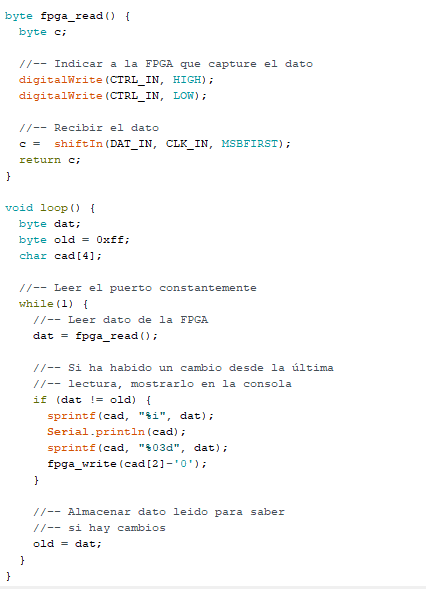 byte fpga_read() {
  byte c;

  //-- Indicar a la FPGA que capture el dato
  digitalWrite(CTRL_IN, HIGH);
  digitalWrite(CTRL_IN, LOW);

  //-- Recibir el dato
  c =  shiftIn(DAT_IN, CLK_IN, MSBFIRST);
  return c;
}

void loop() {
  byte dat;
  byte old = 0xff;
  char cad[4];

  //-- Leer el puerto constantemente
  while(1) {
    //-- Leer dato de la FPGA
    dat = fpga_read();

    //-- Si ha habido un cambio desde la última
    //-- lectura, mostrarlo en la consola
    if (dat != old) {
      sprintf(cad, "%i", dat);
      Serial.println(cad);
      sprintf(cad, "%03d", dat);
      fpga_write(cad[2]-'0');
    }

    //-- Almacenar dato leido para saber
    //-- si hay cambios
    old = dat;
  }
}